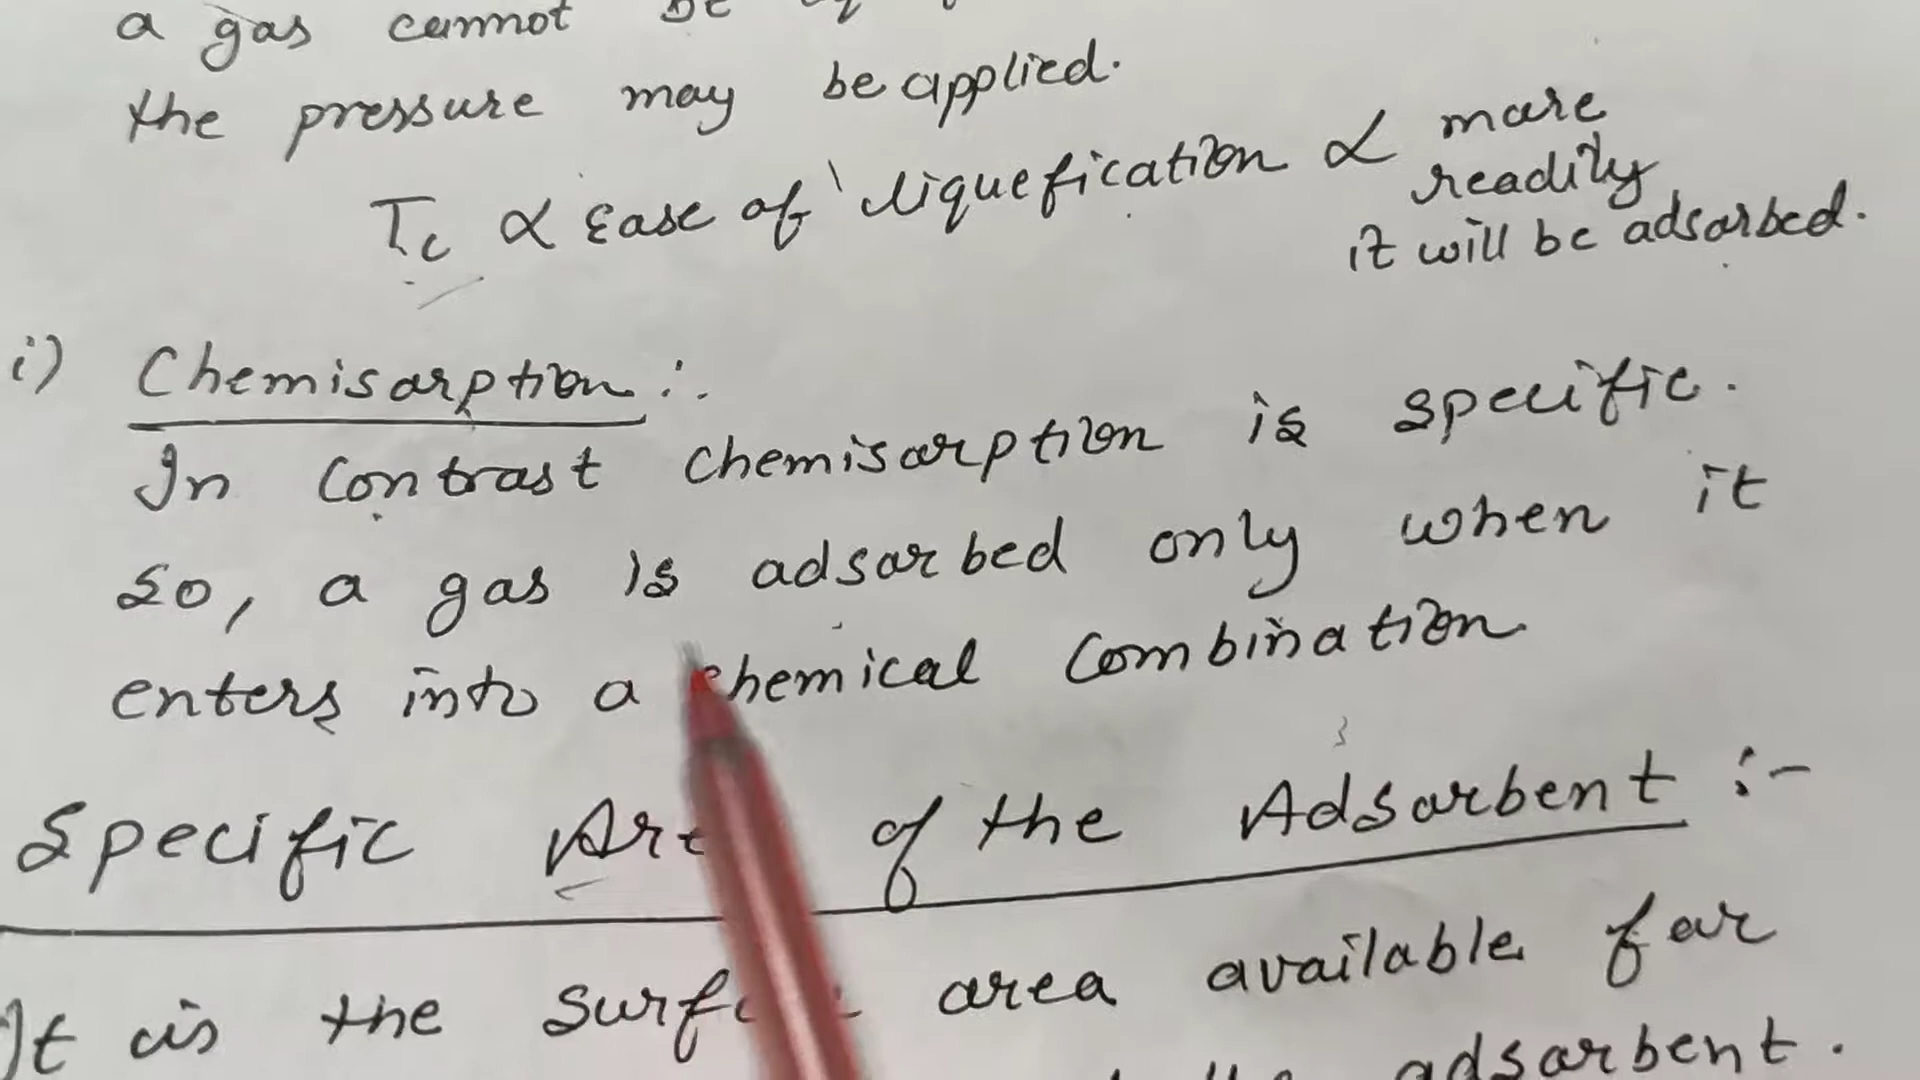 a gas cannot be
the pressure may be applied.
Tc ∝ Ease of liquefication ∝ more readily it will be adsorbed.
i) Chemisorption :.
In contrast chemisorption is specific.
so, a gas is adsorbed only when it
enters into a chemical combination
Specific Are of the Adsorbent :-
It is the surf area available for
adsorbent.